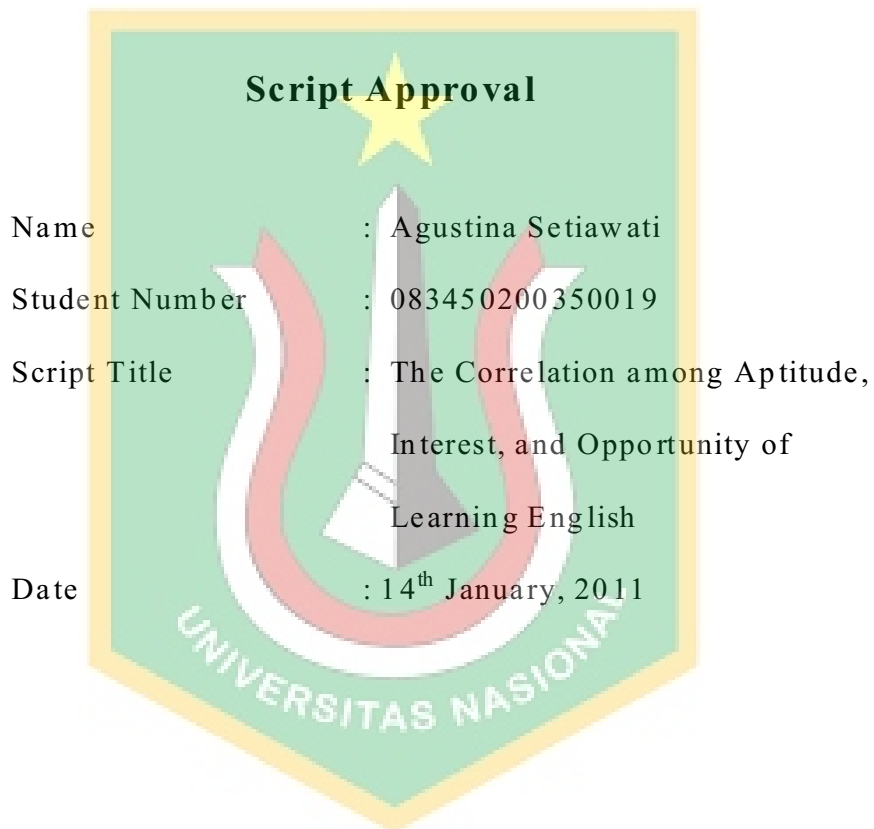 Script Approval
Name : Agustina Setiawati
Student Number : 083450200350019
Script Title : The Correlation among Aptitude,
Interest, and Opportunity of
Learning English
Date : 14th January, 2011
UNIVERSITAS NASIONAL